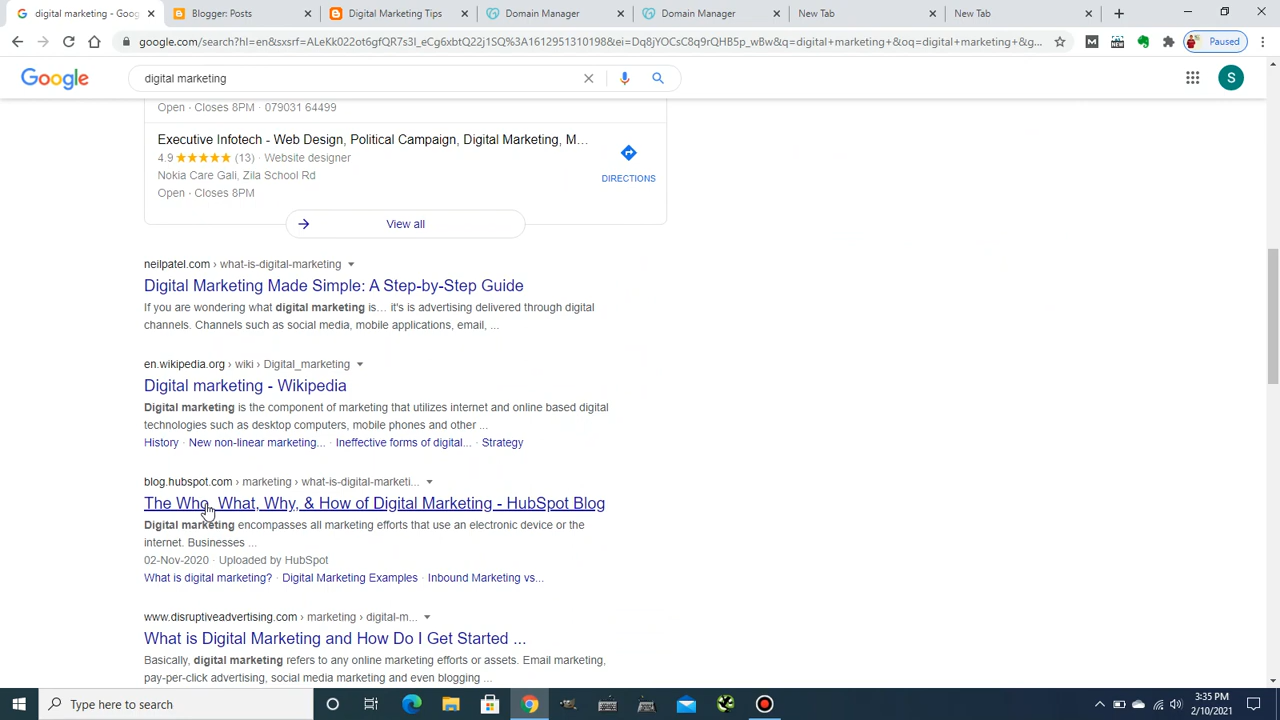 digital marketing - Goog
Blogger: Posts
Digital Marketing Tips
Domain Manager
Domain Manager
New Tab
New Tab
google.com/search?hl=en&sxsrf=ALeKk022ot6gfQR7s3l_eCq6xbtQ22j1SQ%3A1612951310198&ei=Dq8jYOCsC8q9rQHB5p_wBw&q=digital+marketing+&oq=digital+marketing+&g...
Paused
Google
digital marketing
S
Open · Closes 8PM · 079031 64499
Executive Infotech - Web Design, Political Campaign, Digital Marketing, M...
4.9 ★★★★★ (13) · Website designer
Nokia Care Gali, Zila School Rd
DIRECTIONS
Open · Closes 8PM
View all
neilpatel.com › what-is-digital-marketing
Digital Marketing Made Simple: A Step-by-Step Guide
If you are wondering what digital marketing is… it's is advertising delivered through digital
channels. Channels such as social media, mobile applications, email, ...
en.wikipedia.org › wiki › Digital_marketing
Digital marketing - Wikipedia
Digital marketing is the component of marketing that utilizes internet and online based digital
technologies such as desktop computers, mobile phones and other ...
History · New non-linear marketing... · Ineffective forms of digital... · Strategy
blog.hubspot.com › marketing › what-is-digital-marketi...
The Who, What, Why, & How of Digital Marketing - HubSpot Blog
Digital marketing encompasses all marketing efforts that use an electronic device or the
internet. Businesses ...
02-Nov-2020 · Uploaded by HubSpot
What is digital marketing? · Digital Marketing Examples · Inbound Marketing vs...
www.disruptiveadvertising.com › marketing › digital-m...
What is Digital Marketing and How Do I Get Started ...
Basically, digital marketing refers to any online marketing efforts or assets. Email marketing,
pay-per-click advertising, social media marketing and even blogging ...
Type here to search
3:35 PM
2/10/2021